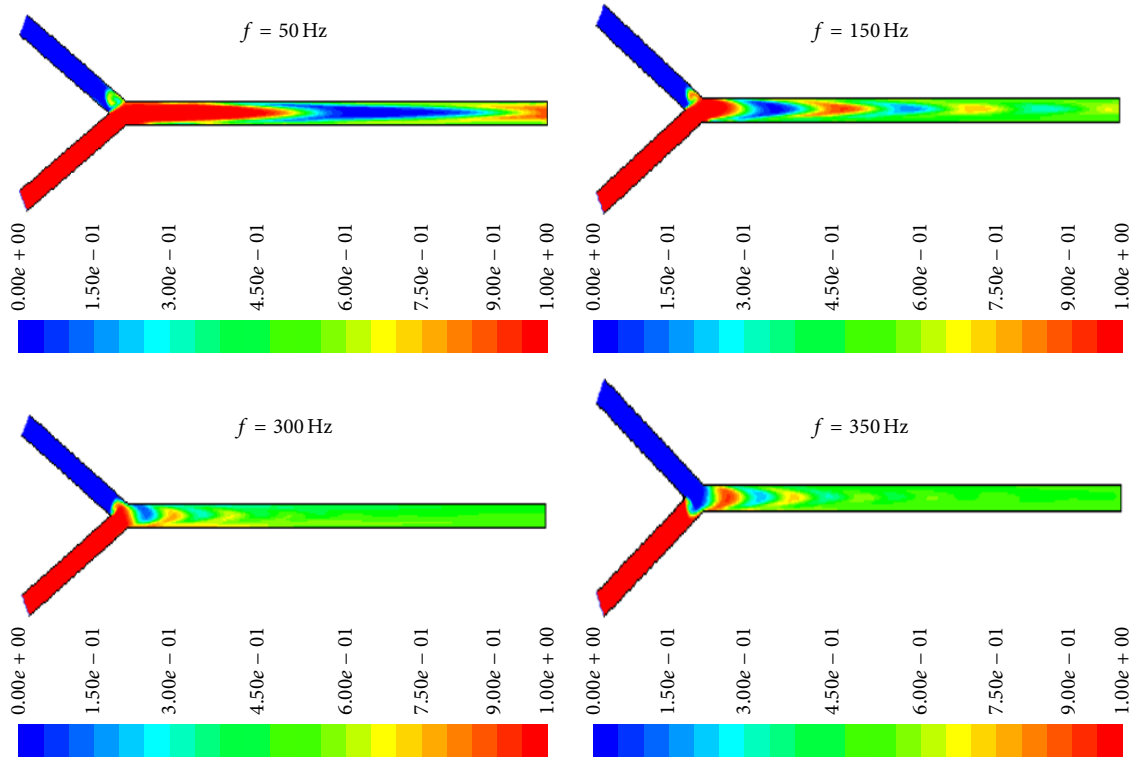 f = 50 Hz
0.00e + 00
1.50e − 01
3.00e − 01
4.50e − 01
6.00e − 01
7.50e − 01
9.00e − 01
1.00e + 00
f = 150 Hz
0.00e + 00
1.50e − 01
3.00e − 01
4.50e − 01
6.00e − 01
7.50e − 01
9.00e − 01
1.00e + 00
f = 300 Hz
0.00e + 00
1.50e − 01
3.00e − 01
4.50e − 01
6.00e − 01
7.50e − 01
9.00e − 01
1.00e + 00
f = 350 Hz
0.00e + 00
1.50e − 01
3.00e − 01
4.50e − 01
6.00e − 01
7.50e − 01
9.00e − 01
1.00e + 00